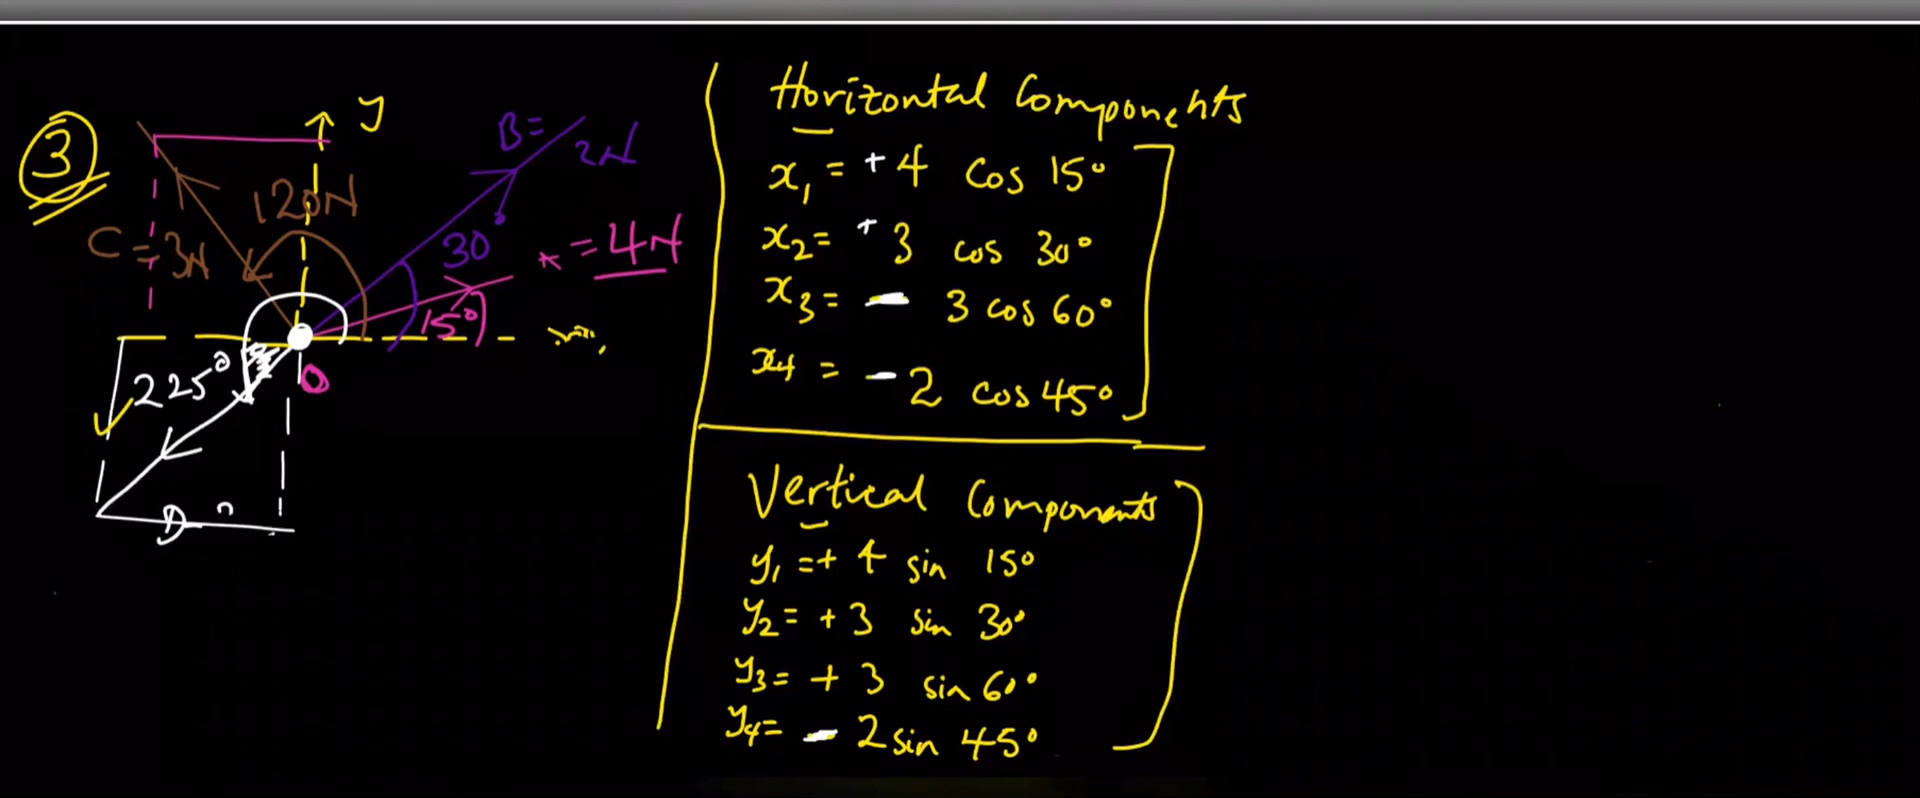 3
y
B=
2N
120N
C=3N
30°
= 4N
15°
225°
O
D
Horizontal Components
x₁ = + 4 cos 15°
x₂ = + 3 cos 30°
x₃ = - 3 cos 60°
x₄ = - 2 cos 45°
Vertical Components
y₁ = + 4 sin 15°
y₂ = + 3 sin 30°
y₃ = + 3 sin 60°
y₄ = - 2 sin 45°